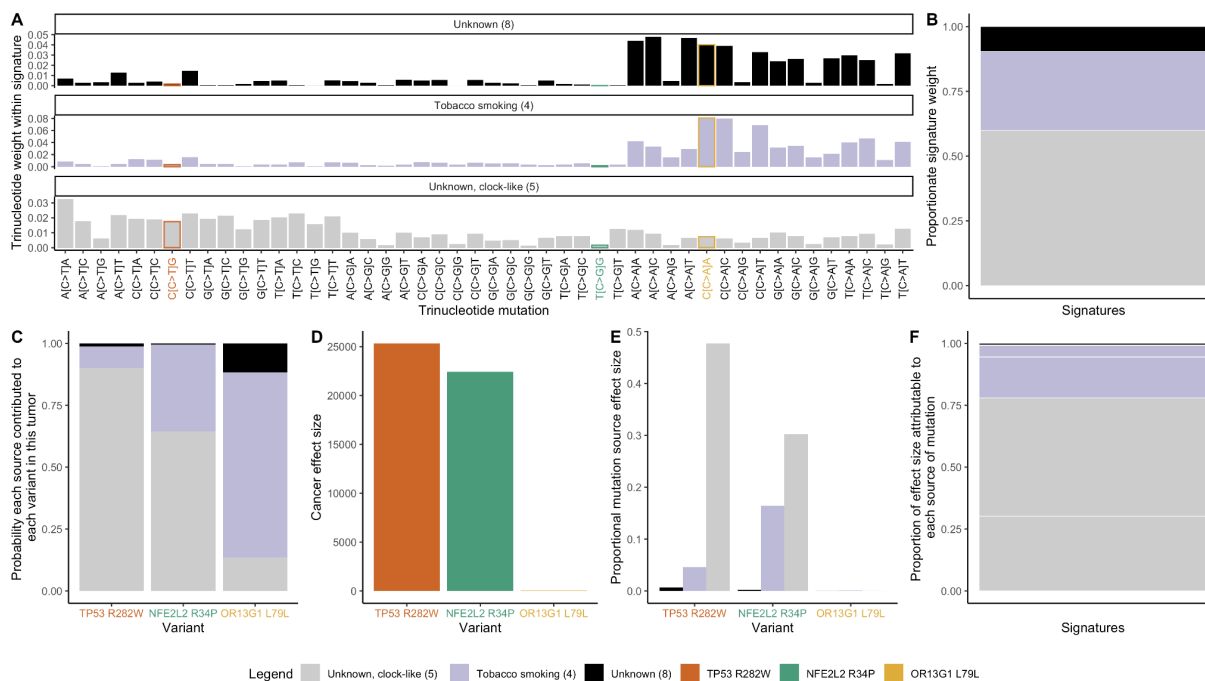 A
Trinucleotide weight within signature
Unknown (8)
0.05
0.04
0.03
0.02
0.01
0.00
Tobacco smoking (4)
0.08
0.06
0.04
0.02
0.00
Unknown, clock-like (5)
0.03
0.02
0.01
0.00
A[C>T]A
A[C>T]C
A[C>T]G
A[C>T]T
C[C>T]A
C[C>T]C
C[C>T]G
C[C>T]T
G[C>T]A
G[C>T]C
G[C>T]G
G[C>T]T
T[C>T]A
T[C>T]C
T[C>T]G
T[C>T]T
A[C>G]A
A[C>G]C
A[C>G]G
A[C>G]T
C[C>G]A
C[C>G]C
C[C>G]G
C[C>G]T
G[C>G]A
G[C>G]C
G[C>G]G
G[C>G]T
T[C>G]A
T[C>G]C
T[C>G]G
T[C>G]T
A[C>A]A
A[C>A]C
A[C>A]G
A[C>A]T
C[C>A]A
C[C>A]C
C[C>A]G
C[C>A]T
G[C>A]A
G[C>A]C
G[C>A]G
G[C>A]T
T[C>A]A
T[C>A]C
T[C>A]G
T[C>A]T
Trinucleotide mutation
B
Proportionate signature weight
1.00
0.75
0.50
0.25
0.00
Signatures
C
Probability each source contributed to
each variant in this tumor
1.00
0.75
0.50
0.25
0.00
TP53 R282W
NFE2L2 R34P
OR13G1 L79L
Variant
D
Cancer effect size
25000
20000
15000
10000
5000
0
TP53 R282W
NFE2L2 R34P
OR13G1 L79L
Variant
E
Proportional mutation source effect size
0.5
0.4
0.3
0.2
0.1
0.0
TP53 R282W
NFE2L2 R34P
OR13G1 L79L
Variant
F
Proportion of effect size attributable to
each source of mutation
1.00
0.75
0.50
0.25
0.00
Signatures
Legend
Unknown, clock-like (5)
Tobacco smoking (4)
Unknown (8)
TP53 R282W
NFE2L2 R34P
OR13G1 L79L